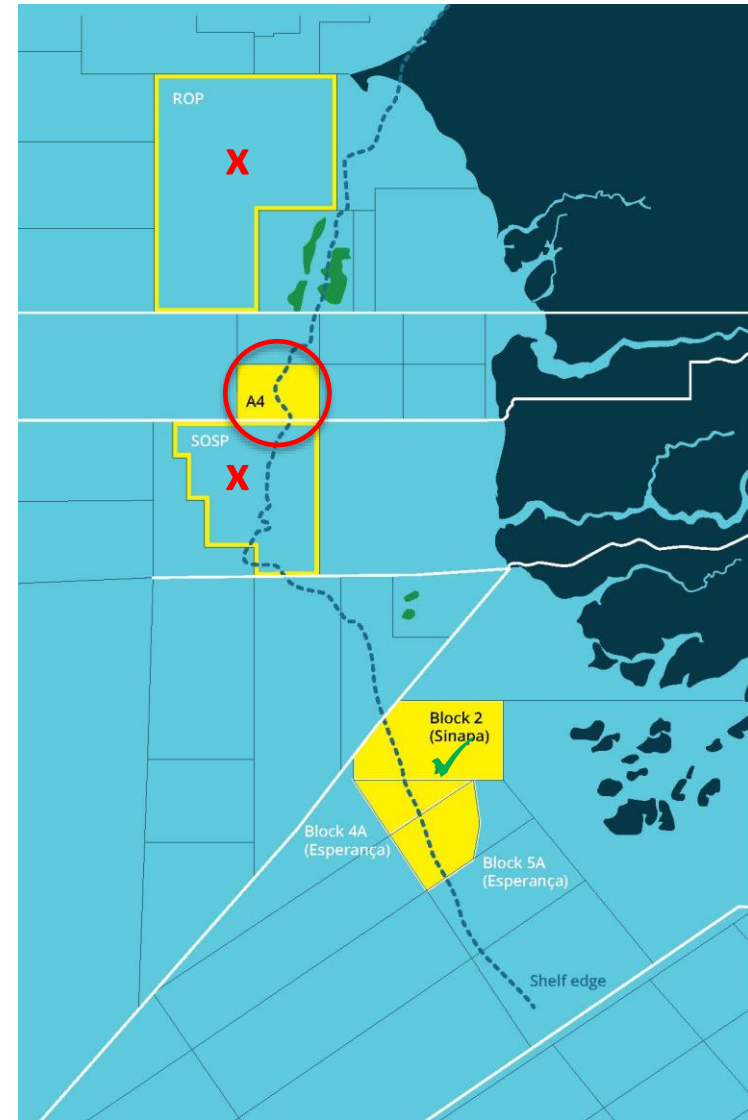 ROP
X
A4
SOSP
X
Block 2
(Sinapa)
Block 4A
(Esperança)
Block 5A
(Esperança)
Shelf edge